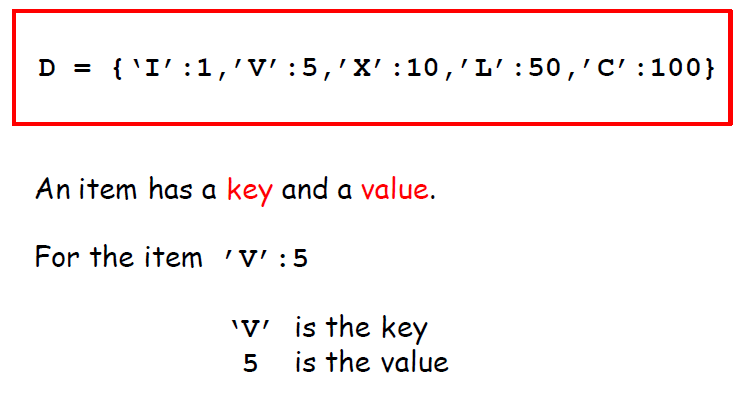 D = {‘I’:1,’V’:5,’X’:10,’L’:50,’C’:100}
An item has a key and a value.
For the item ’V’:5
‘V’ is the key
5 is the value